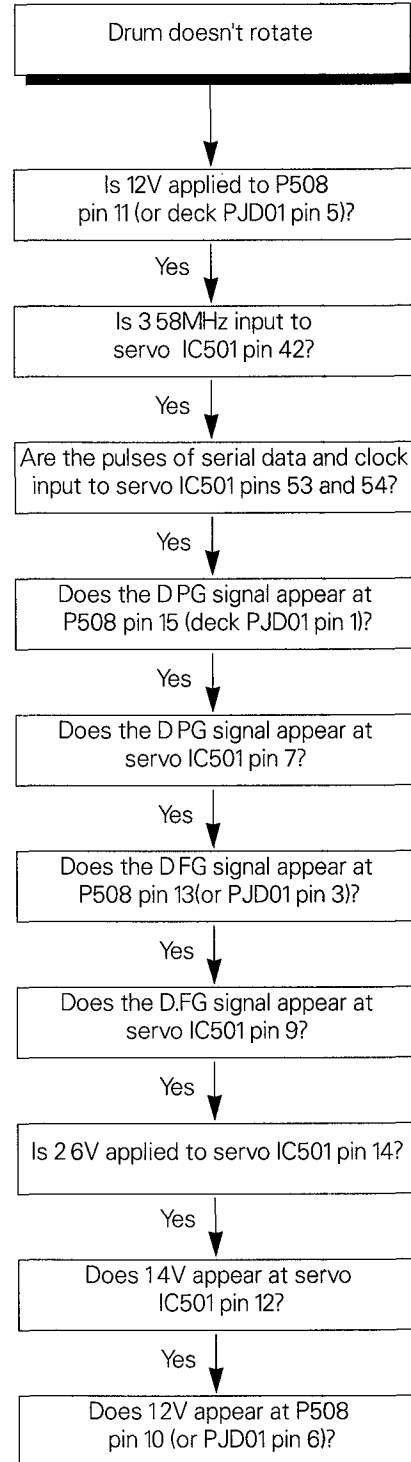 Drum doesn't rotate
Is 12V applied to P508
pin 11 (or deck PJD01 pin 5)?
Yes
Is 3 58MHz input to
servo IC501 pin 42?
Yes
Are the pulses of serial data and clock
input to servo IC501 pins 53 and 54?
Yes
Does the D PG signal appear at
P508 pin 15 (deck PJD01 pin 1)?
Yes
Does the D PG signal appear at
servo IC501 pin 7?
Yes
Does the D FG signal appear at
P508 pin 13(or PJD01 pin 3)?
Yes
Does the D.FG signal appear at
servo IC501 pin 9?
Yes
Is 2 6V applied to servo IC501 pin 14?
Yes
Does 1 4V appear at servo
IC501 pin 12?
Yes
Does 12V appear at P508
pin 10 (or PJD01 pin 6)?